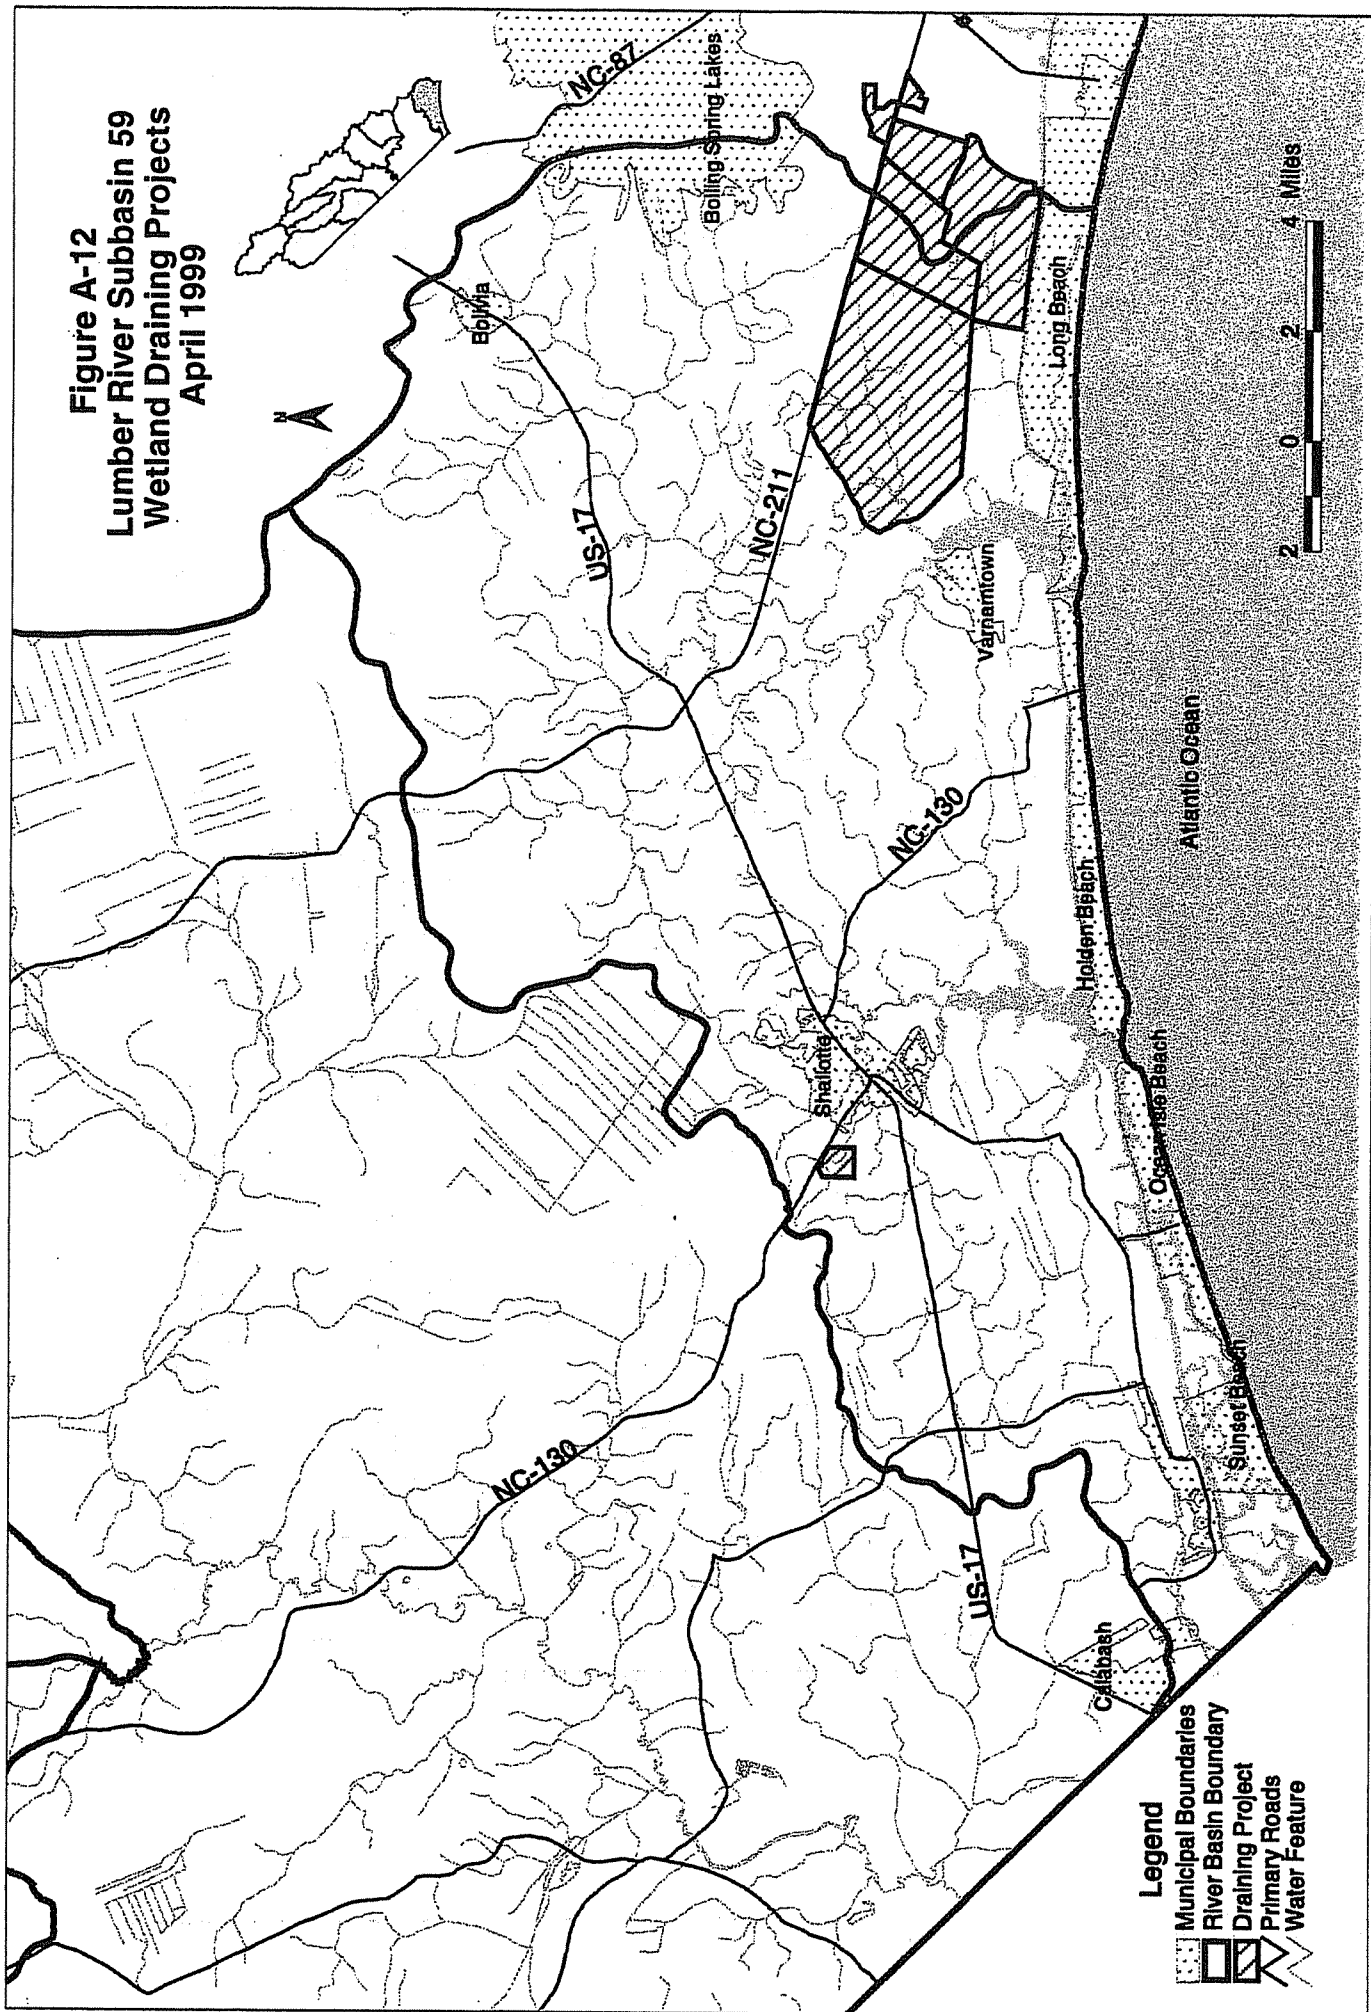 Figure A-12
Lumber River Subbasin 59
Wetland Draining Projects
April 1999
N
NC-87
Boiling Spring Lakes
Bolivia
US-17
NC-211
Long Beach
Varnamtown
NC-130
Holden Beach
Atlantic Ocean
Shallotte
Ocean Isle Beach
NC-130
Sunset Beach
US-17
Calabash
2 0 2 4 Miles
Legend
Municipal Boundaries
River Basin Boundary
Draining Project
Primary Roads
Water Feature